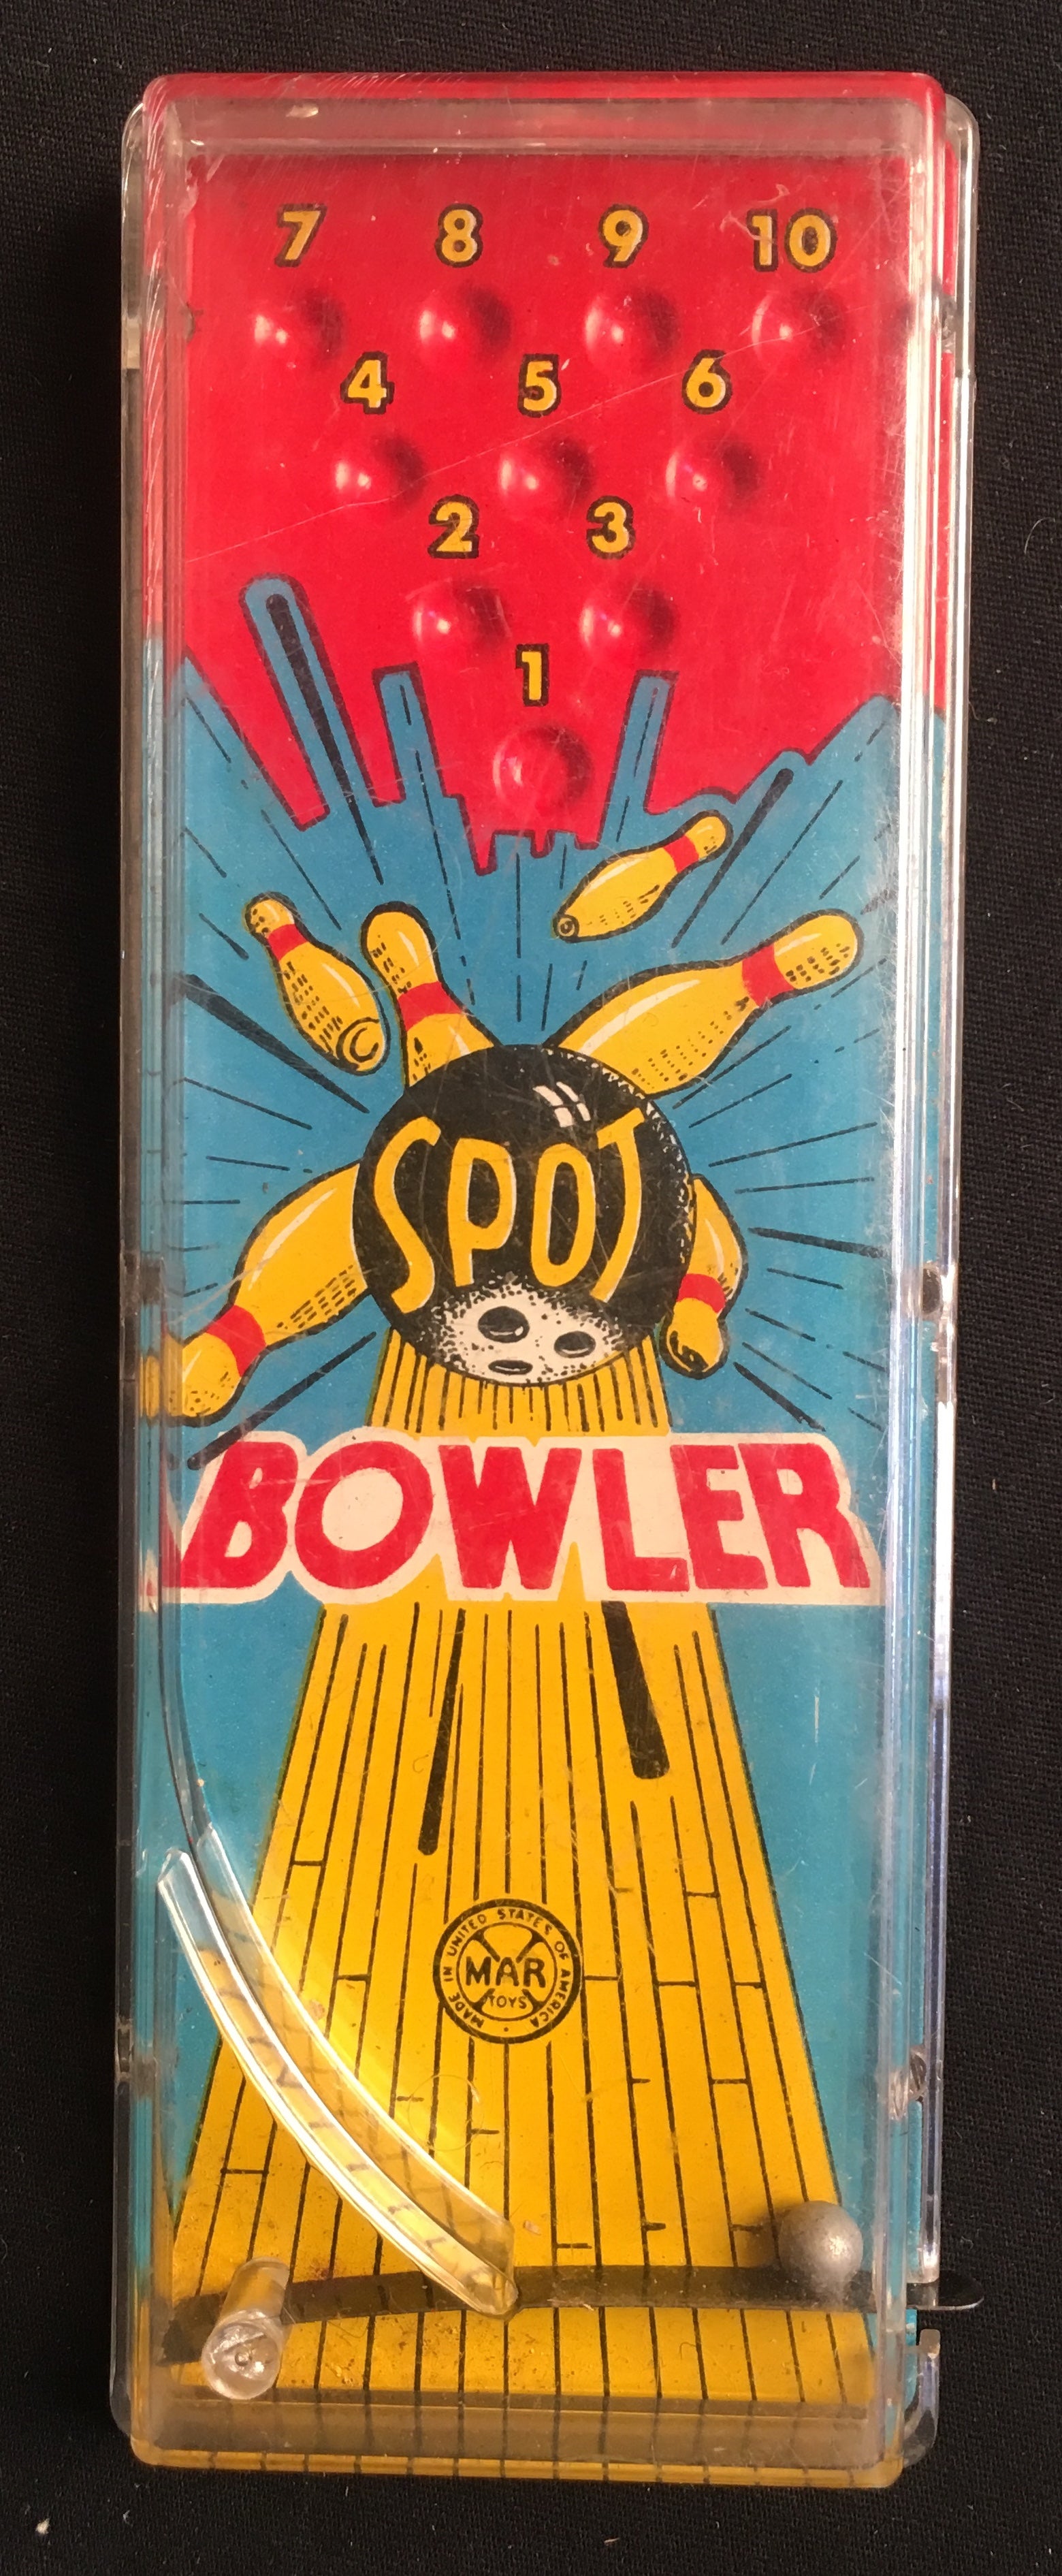 7 8 9 10
4 5 6
2 3
1
SPOT
BOWLER
MADE IN UNITED STATES OF AMERICA
MAR
TOYS